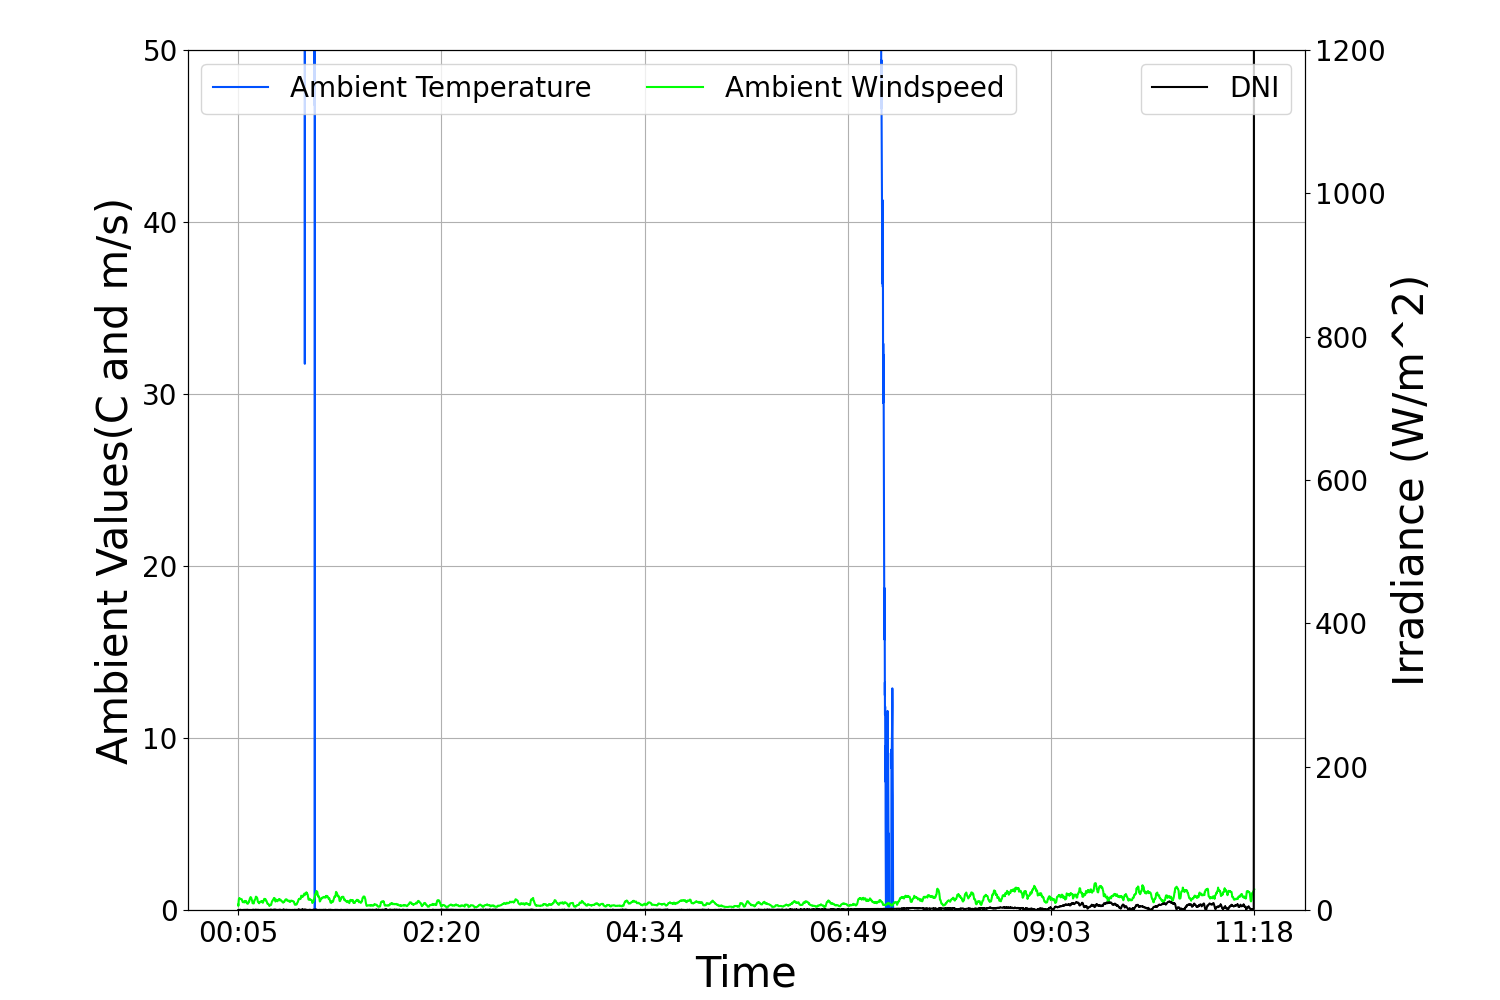 Ambient Temperature Ambient Windspeed DNI
50
40
30
20
10
0
Ambient Values(C and m/s)
1200
1000
800
600
400
200
0
Irradiance (W/m^2)
00:05 02:20 04:34 06:49 09:03 11:18
Time